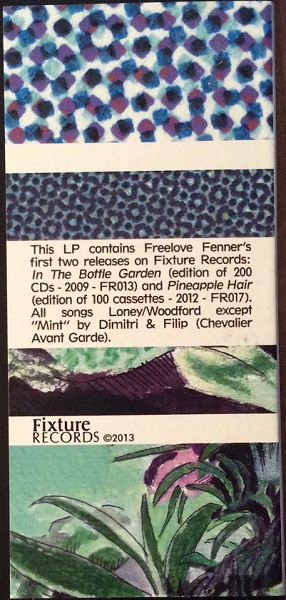 This LP contains Freelove Fenner's
first two releases on Fixture Records:
In The Bottle Garden (edition of 200
CDs - 2009 - FR013) and Pineapple Hair
(edition of 100 cassettes - 2012 - FR017).
All songs Loney/Woodford except
"Mint" by Dimitri & Filip (Chevalier
Avant Garde).
Fixture
RECORDS ©2013